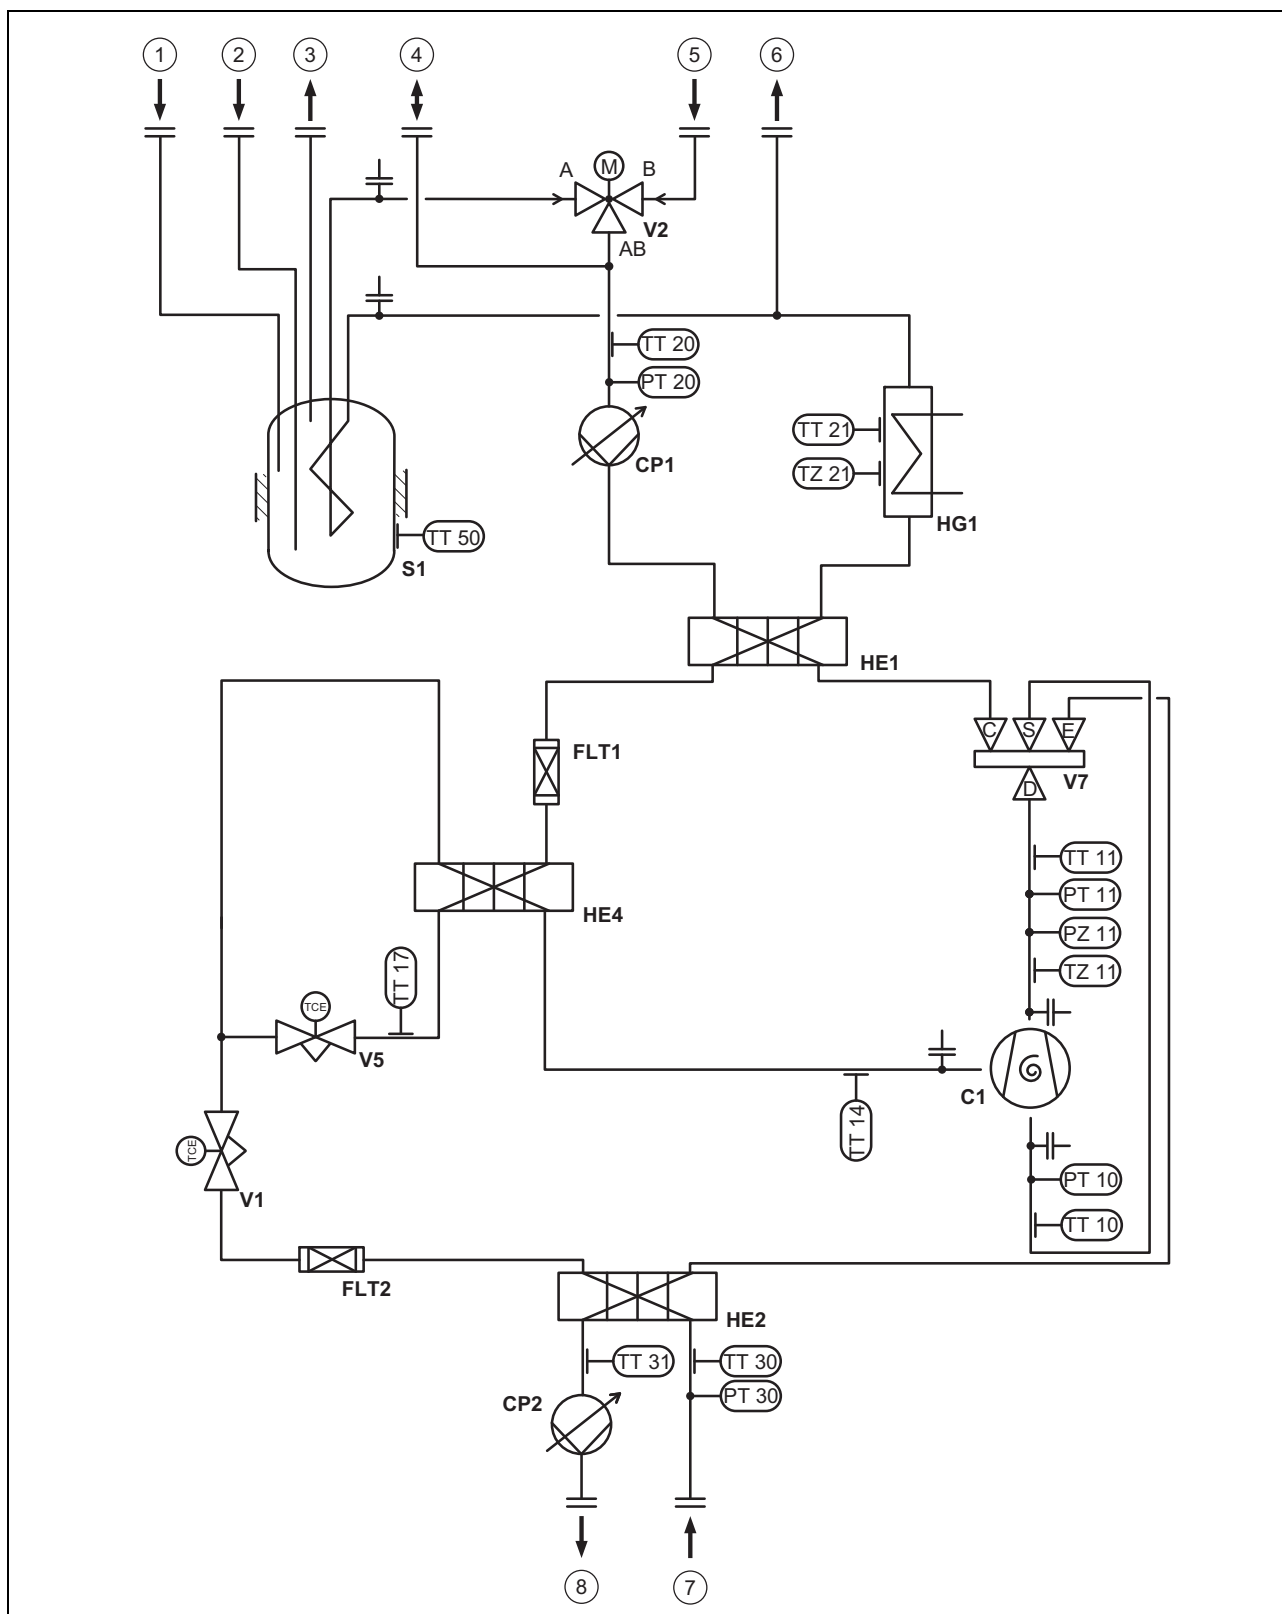 1
2
3
4
5
6
A
M
B
V2
AB
TT 20
PT 20
CP1
TT 21
TZ 21
HG1
TT 50
S1
HE1
C
S
E
V7
D
FLT1
TT 11
PT 11
PZ 11
TZ 11
HE4
TT 17
TCE
V5
C1
TT 14
TCE
V1
PT 10
TT 10
FLT2
HE2
TT 31
TT 30
PT 30
CP2
8
7